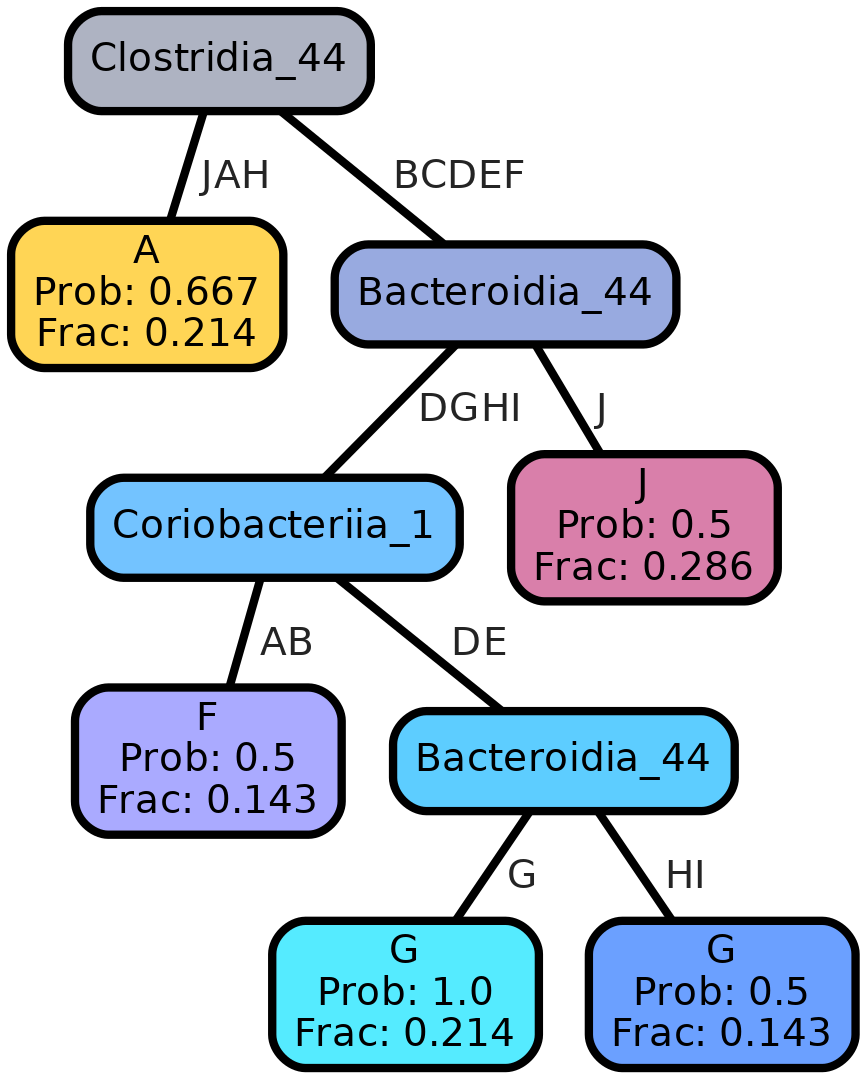 Clostridia_44
JAH
BCDEF
A
Prob: 0.667
Frac: 0.214
Bacteroidia_44
DGHI
J
J
Prob: 0.5
Frac: 0.286
Coriobacteriia_1
AB
DE
F
Prob: 0.5
Frac: 0.143
Bacteroidia_44
G
HI
G
Prob: 1.0
Frac: 0.214
G
Prob: 0.5
Frac: 0.143